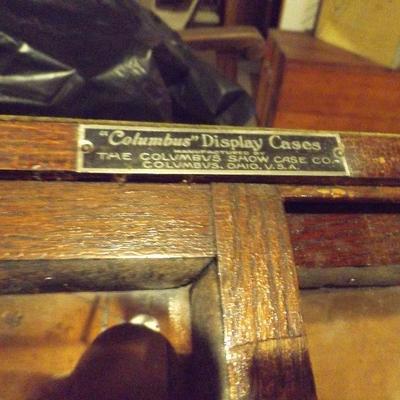 "Columbus" Display Cases
MANUFACTURED BY
THE COLUMBUS SHOW CASE CO.
COLUMBUS, OHIO, U.S.A.